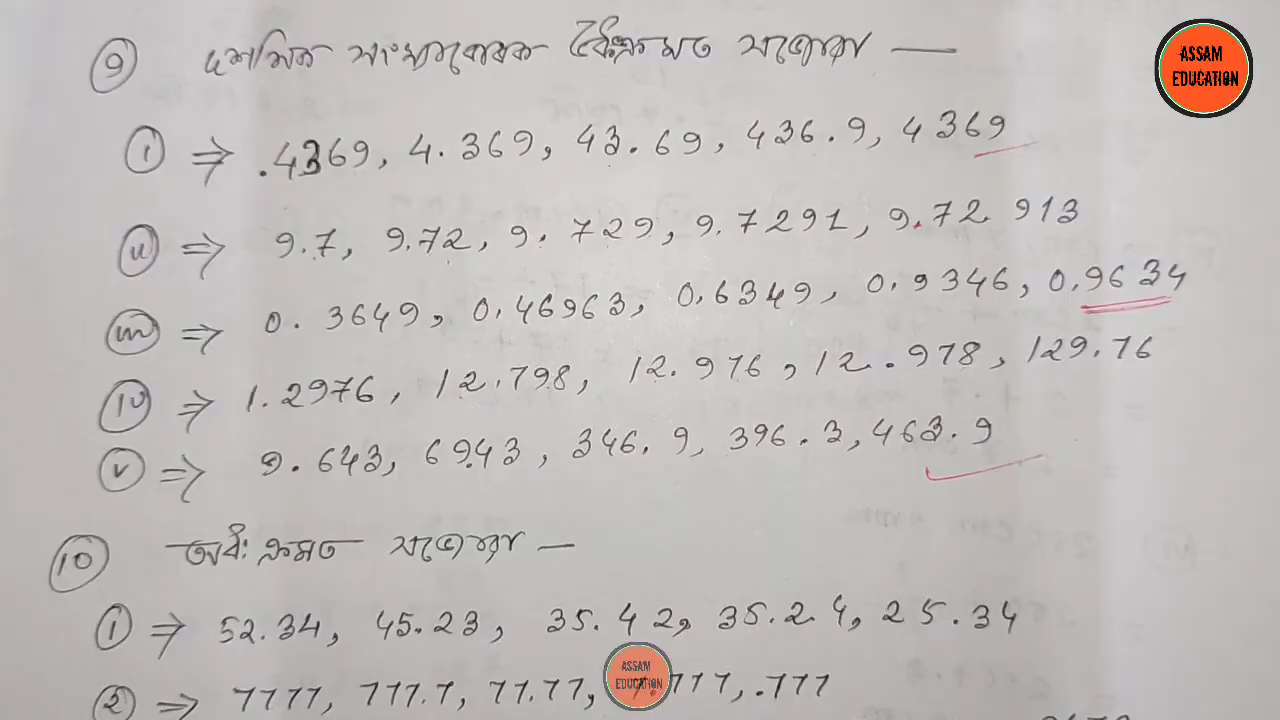 9 দশমিক সংখ্যাবোৰক উৰ্ধঃক্ৰমত সজোৱা —
ASSAM EDUCATION
i ⇒ .4369, 4.369, 43.69, 436.9, 4369
ii ⇒ 9.7, 9.72, 9.729, 9.7291, 9.72913
iii ⇒ 0.3649, 0.46963, 0.6349, 0.9346, 0.9634
iv ⇒ 1.2976, 12.798, 12.976, 12.978, 129.76
v ⇒ 9.643, 69.43, 346.9, 396.3, 463.9
10 অধঃক্ৰমত সজোৱা —
1 ⇒ 52.34, 45.23, 35.42, 35.24, 25.34
2 ⇒ 7777, 777.7, 77.77, 7.777, .777
ASSAM EDUCATION